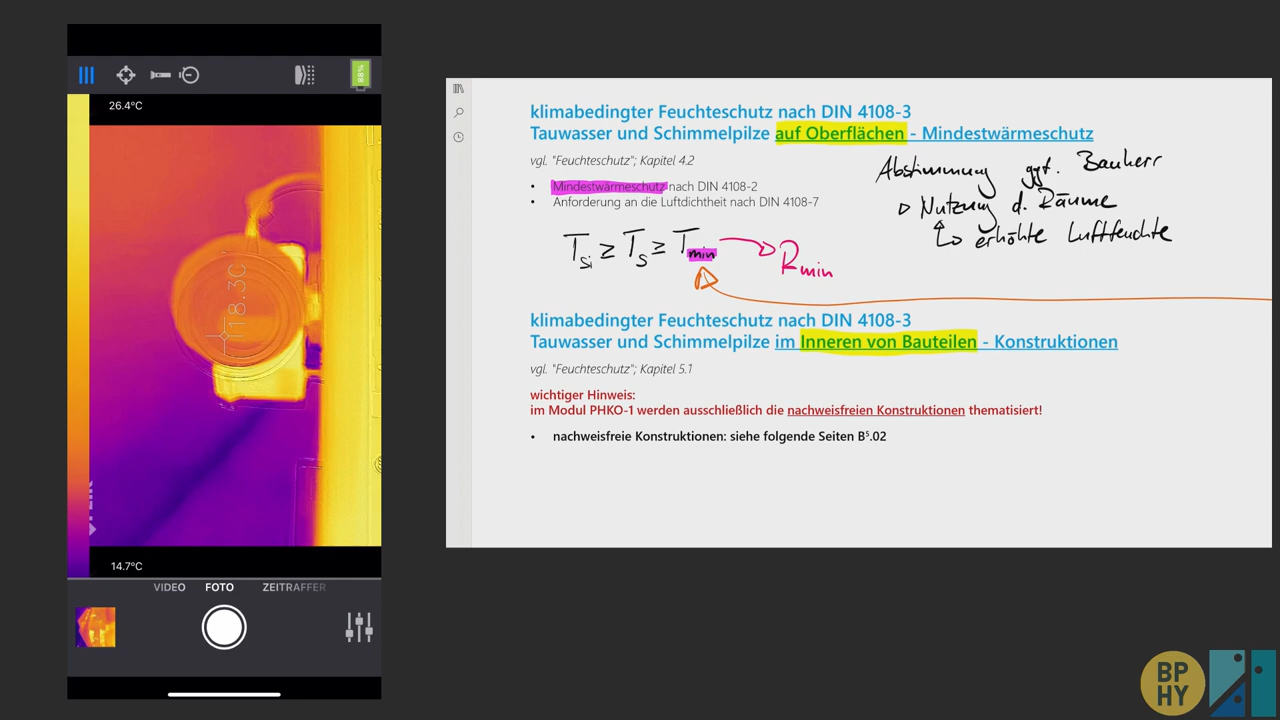 88%
26.4°C
18.3C
14.7°C
VIDEO FOTO ZEITRAFFER
klimabedingter Feuchteschutz nach DIN 4108-3
Tauwasser und Schimmelpilze auf Oberflächen - Mindestwärmeschutz
vgl. "Feuchteschutz"; Kapitel 4.2
• Mindestwärmeschutz nach DIN 4108-2
• Anforderung an die Luftdichtheit nach DIN 4108-7
Abstimmung ggf. Bauherr
▷ Nutzung d. Räume
↳ erhöhte Luftfeuchte
Tsi ≥ Ts ≥ Tmin → Rmin
klimabedingter Feuchteschutz nach DIN 4108-3
Tauwasser und Schimmelpilze im Inneren von Bauteilen - Konstruktionen
vgl. "Feuchteschutz"; Kapitel 5.1
wichtiger Hinweis:
im Modul PHKO-1 werden ausschließlich die nachweisfreien Konstruktionen thematisiert!
• nachweisfreie Konstruktionen: siehe folgende Seiten B⁵.02
BP
HY